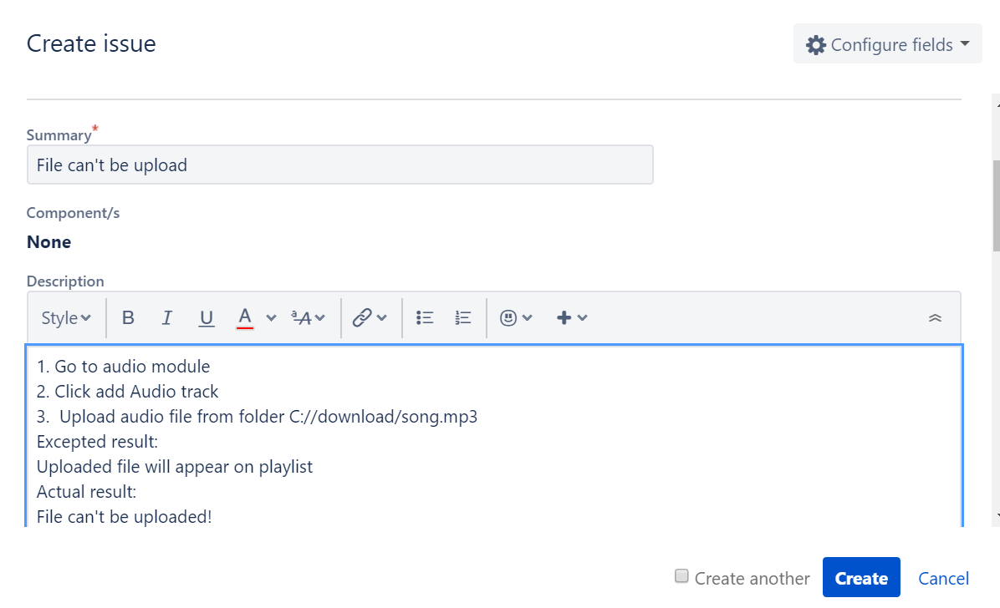 Create issue
Configure fields
Summary*
File can't be upload
Component/s
None
Description
Style B I U A ᵃA
1. Go to audio module
2. Click add Audio track
3.  Upload audio file from folder C://download/song.mp3
Excepted result:
Uploaded file will appear on playlist
Actual result:
File can't be uploaded!
Create another Create Cancel